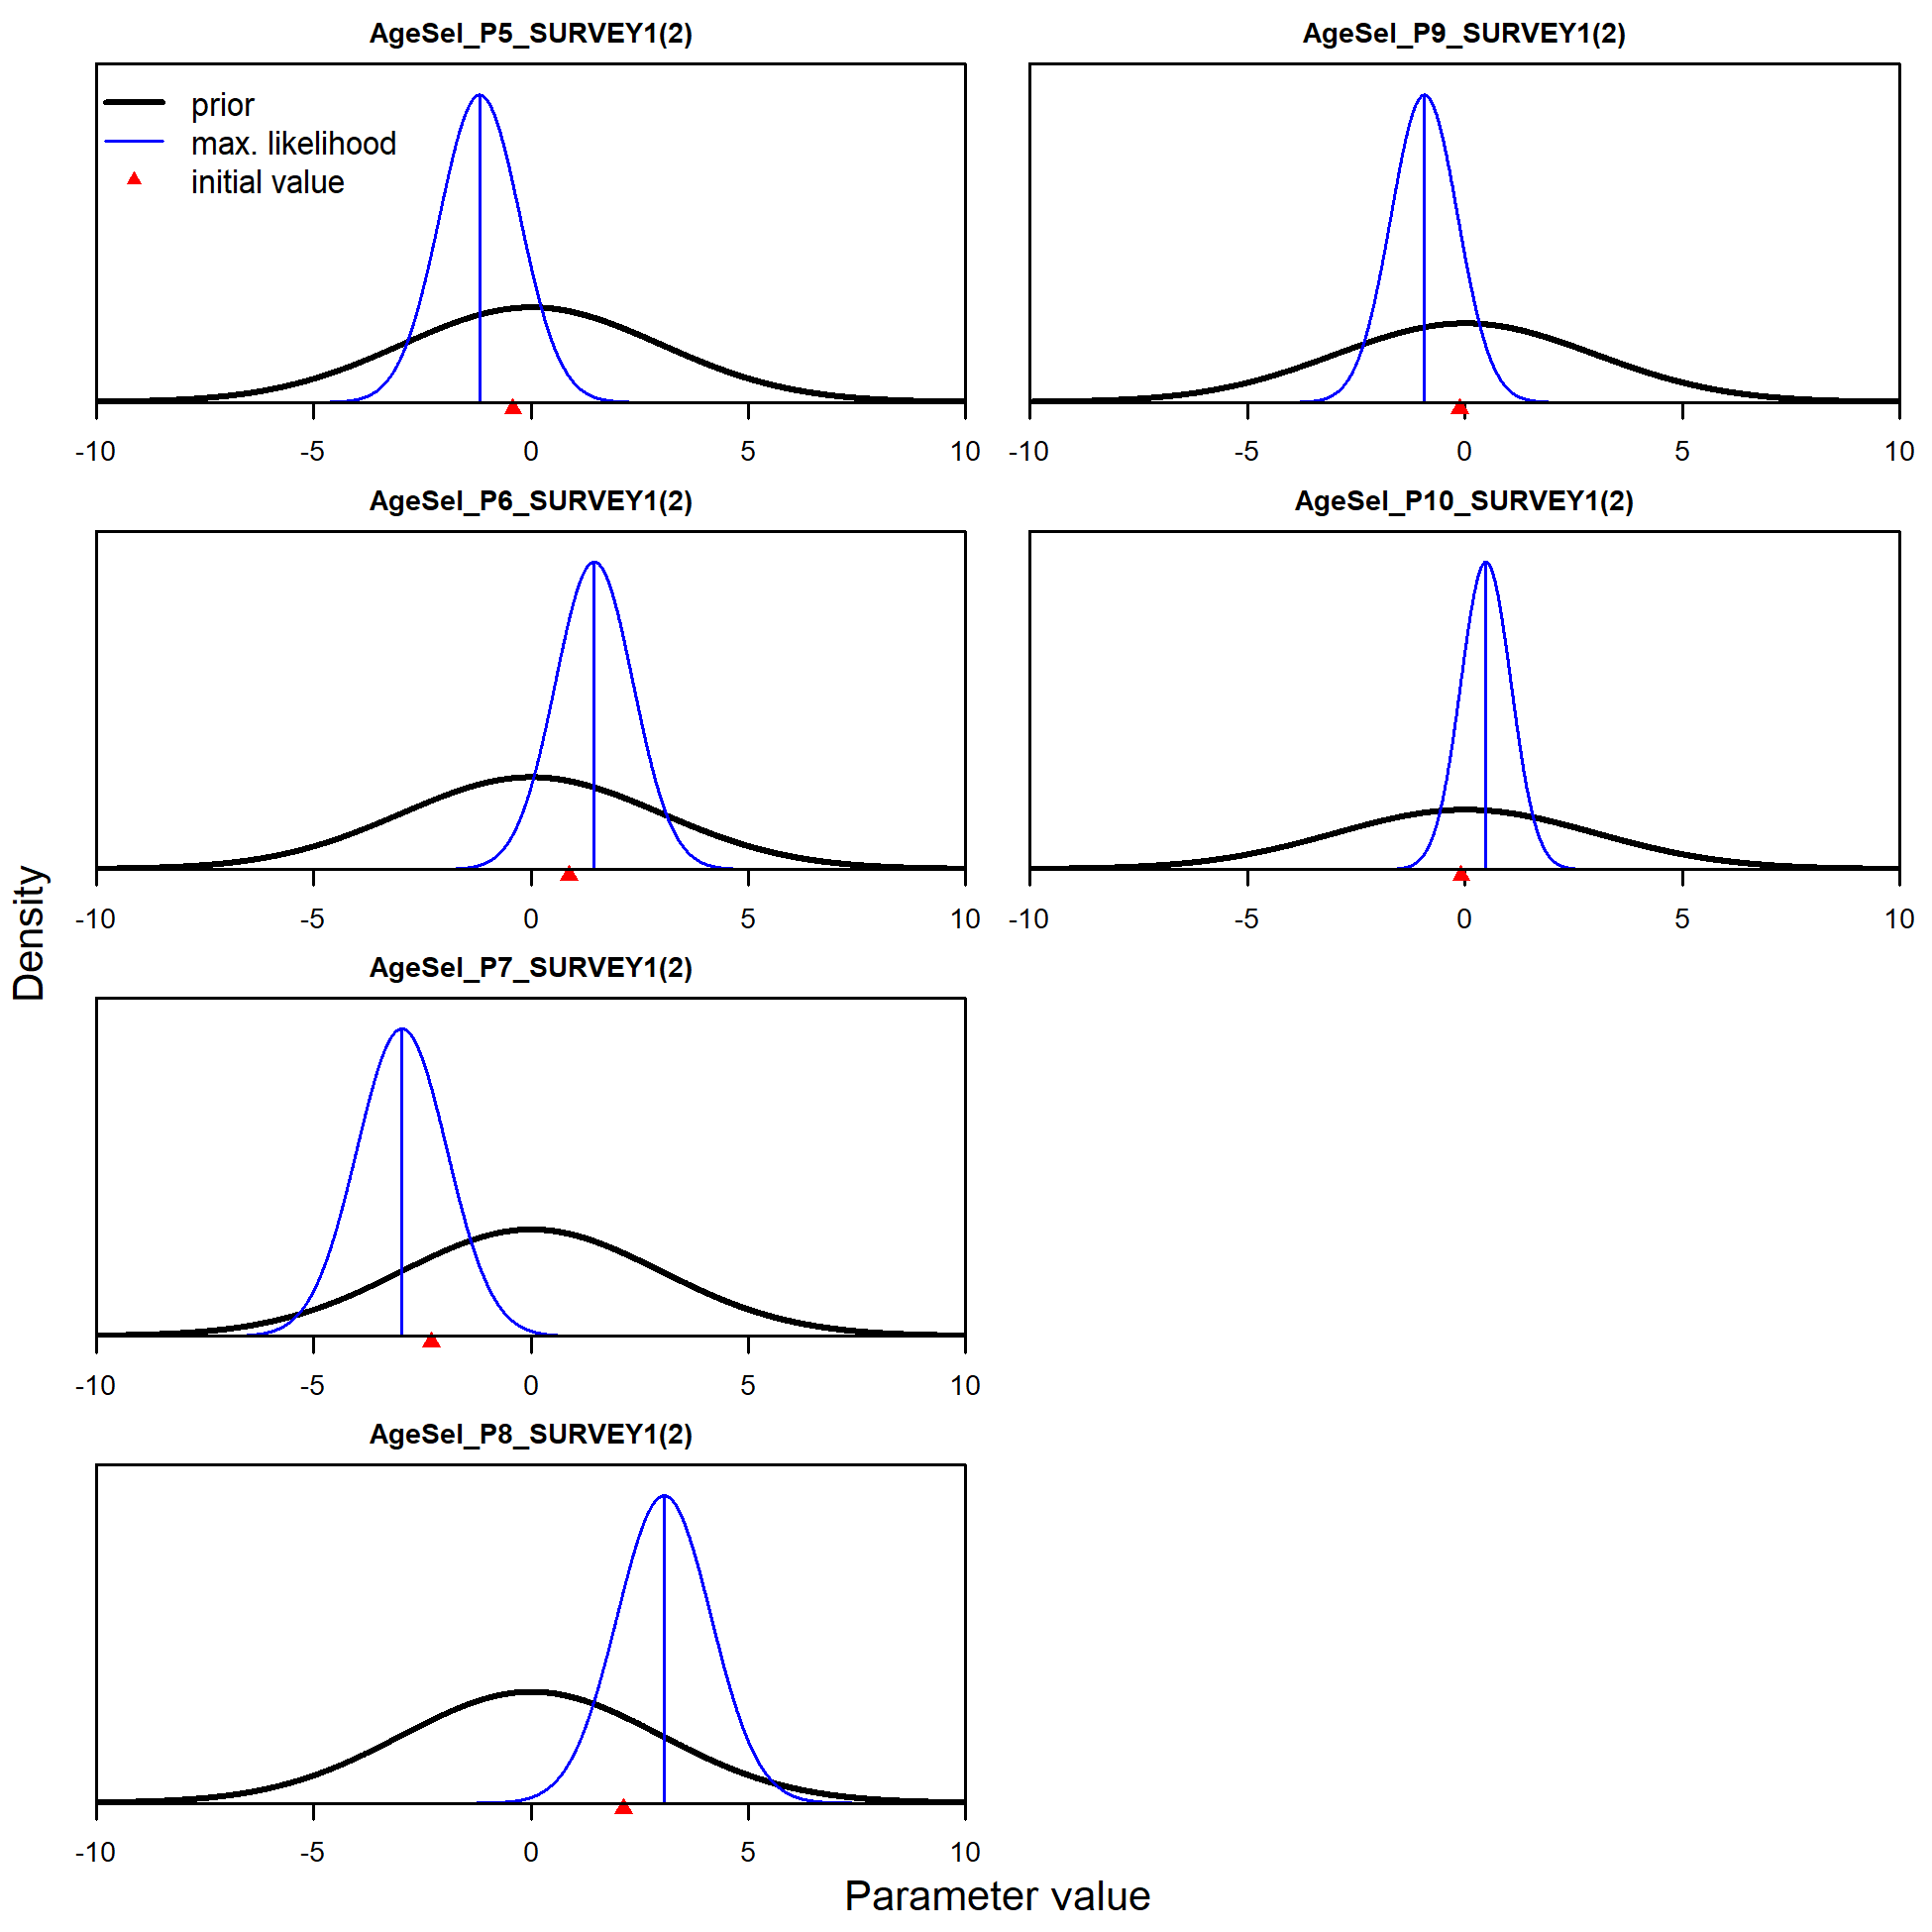 AgeSel_P5_SURVEY1(2)
prior
max. likelihood
initial value
-10 -5 0 5 10
AgeSel_P9_SURVEY1(2)
-10 -5 0 5 10
AgeSel_P6_SURVEY1(2)
-10 -5 0 5 10
AgeSel_P10_SURVEY1(2)
-10 -5 0 5 10
AgeSel_P7_SURVEY1(2)
-10 -5 0 5 10
AgeSel_P8_SURVEY1(2)
-10 -5 0 5 10
Density
Parameter value